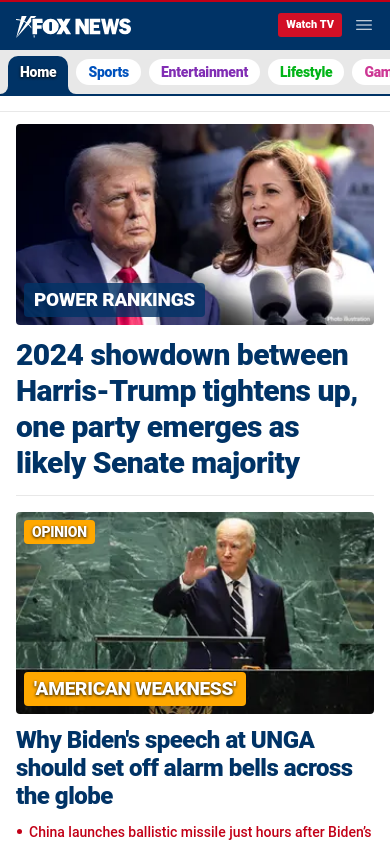 FOX NEWS
Watch TV
Home
Sports
Entertainment
Lifestyle
Gam
POWER RANKINGS
Photo Illustration
2024 showdown between
Harris-Trump tightens up,
one party emerges as
likely Senate majority
OPINION
'AMERICAN WEAKNESS'
Why Biden's speech at UNGA
should set off alarm bells across
the globe
• China launches ballistic missile just hours after Biden's